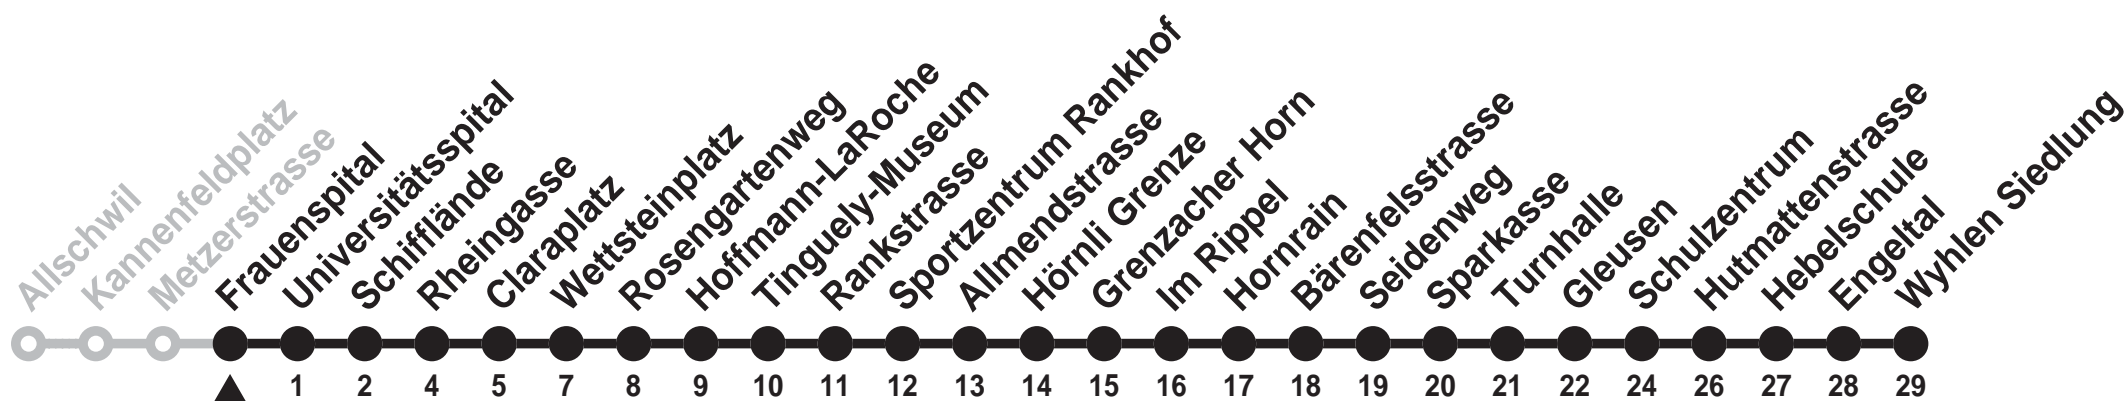 Allschwil
Kannenfeldplatz
Metzerstrasse
Frauenspital
Universitätsspital
Schifflände
Rheingasse
Claraplatz
Wettsteinplatz
Rosengartenweg
Hoffmann-LaRoche
Tinguely-Museum
Rankstrasse
Sportzentrum Rankhof
Allmendstrasse
Hörnli Grenze
Grenzacher Horn
Im Rippel
Hornrain
Bärenfelsstrasse
Seidenweg
Sparkasse
Turnhalle
Gleusen
Schulzentrum
Hutmattenstrasse
Hebelschule
Engeltal
Wyhlen Siedlung
1 2 4 5 7 8 9 10 11 12 13 14 15 16 17 18 19 20 21 22 24 26 27 28 29